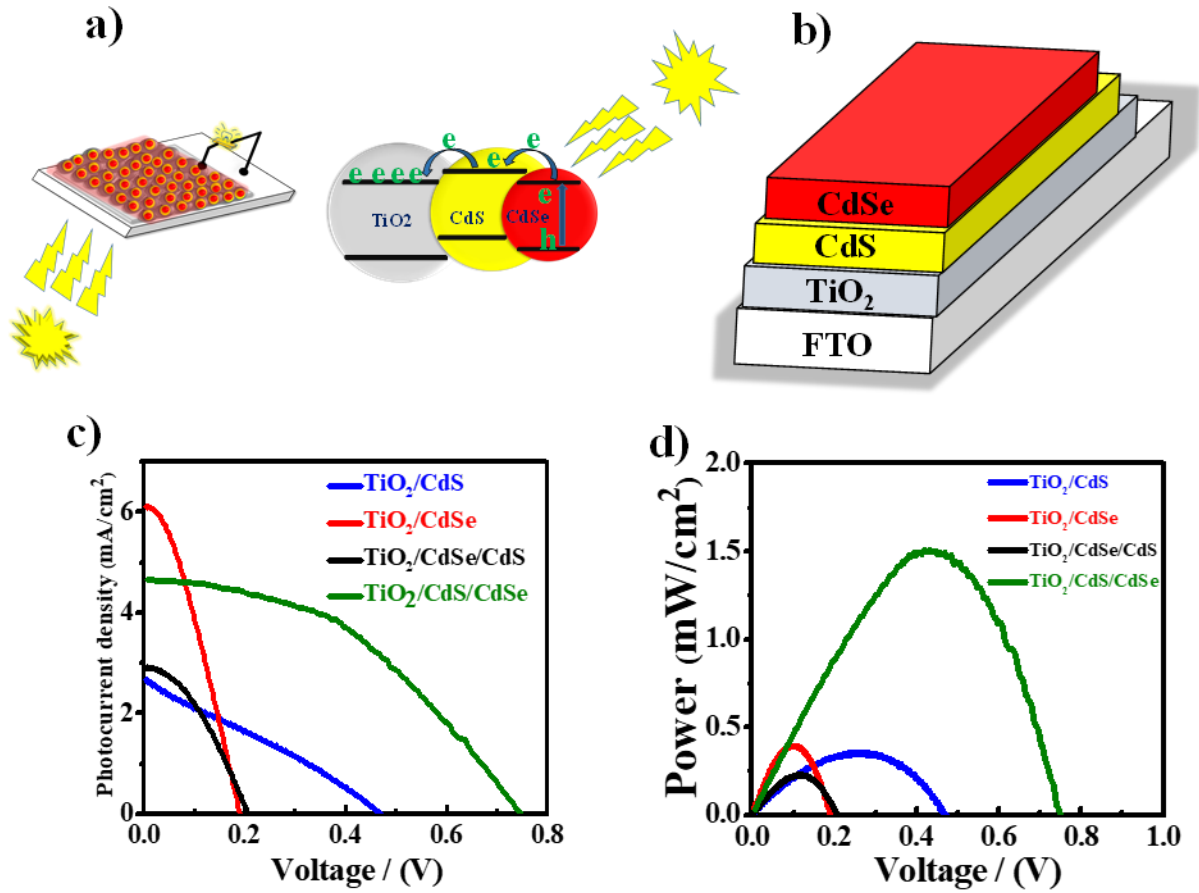 a)
e e e e
e
e
e
e
h
TiO2
CdS
CdSe
b)
CdSe
CdS
TiO₂
FTO
c)
Photocurrent density (mA/cm²)
6
4
2
0
0.0 0.2 0.4 0.6 0.8
Voltage / (V)
TiO₂/CdS
TiO₂/CdSe
TiO₂/CdSe/CdS
TiO₂/CdS/CdSe
d)
Power (mW/cm²)
2.0
1.5
1.0
0.5
0.0
0.0 0.2 0.4 0.6 0.8 1.0
Voltage / (V)
TiO₂/CdS
TiO₂/CdSe
TiO₂/CdSe/CdS
TiO₂/CdS/CdSe